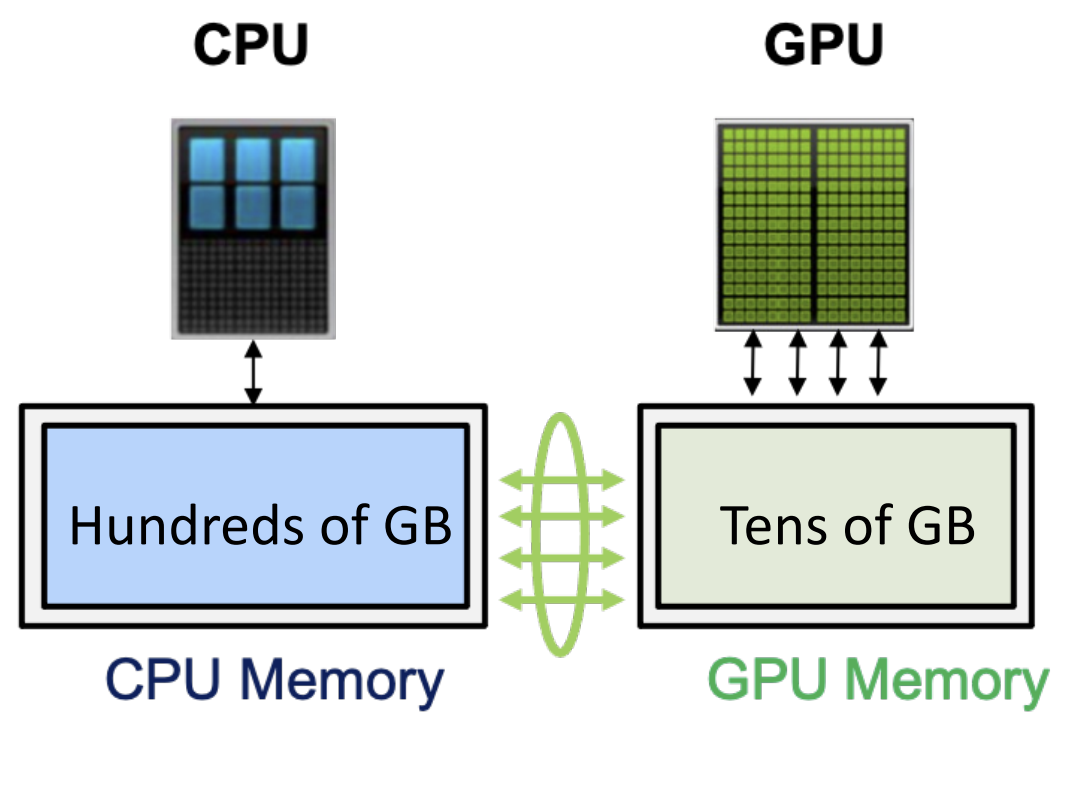 CPU
GPU
Hundreds of GB
Tens of GB
CPU Memory
GPU Memory